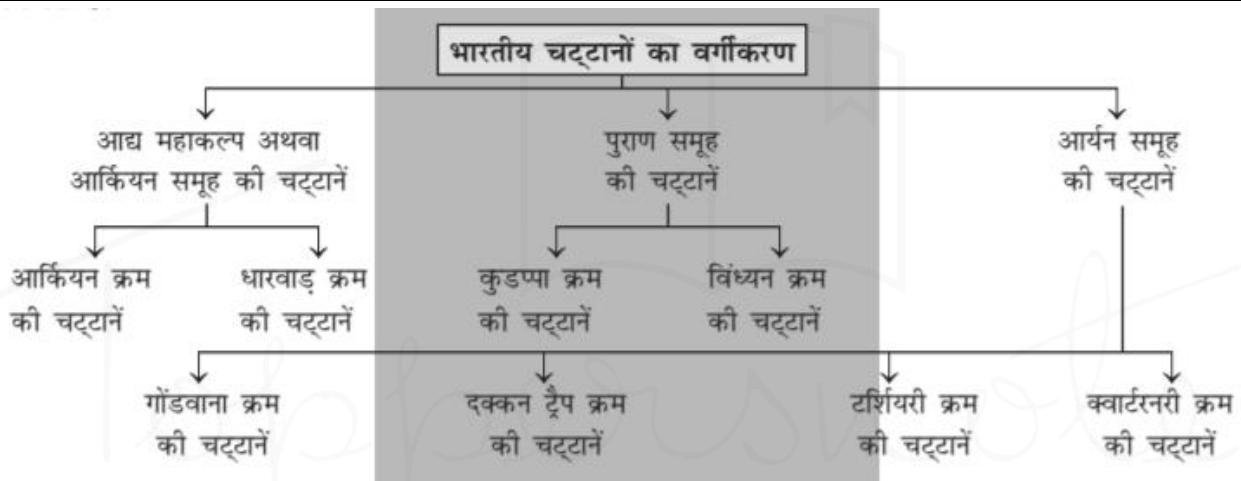 भारतीय चट्टानों का वर्गीकरण
आद्य महाकल्प अथवा
आर्कियन समूह की चट्टानें
पुराण समूह
की चट्टानें
आर्यन समूह
की चट्टानें
आर्कियन क्रम
की चट्टानें
धारवाड़ क्रम
की चट्टानें
कुडप्पा क्रम
की चट्टानें
विंध्यन क्रम
की चट्टानें
गोंडवाना क्रम
की चट्टानें
दक्कन ट्रैप क्रम
की चट्टानें
टर्शियरी क्रम
की चट्टानें
क्वार्टरनरी क्रम
की चट्टानें